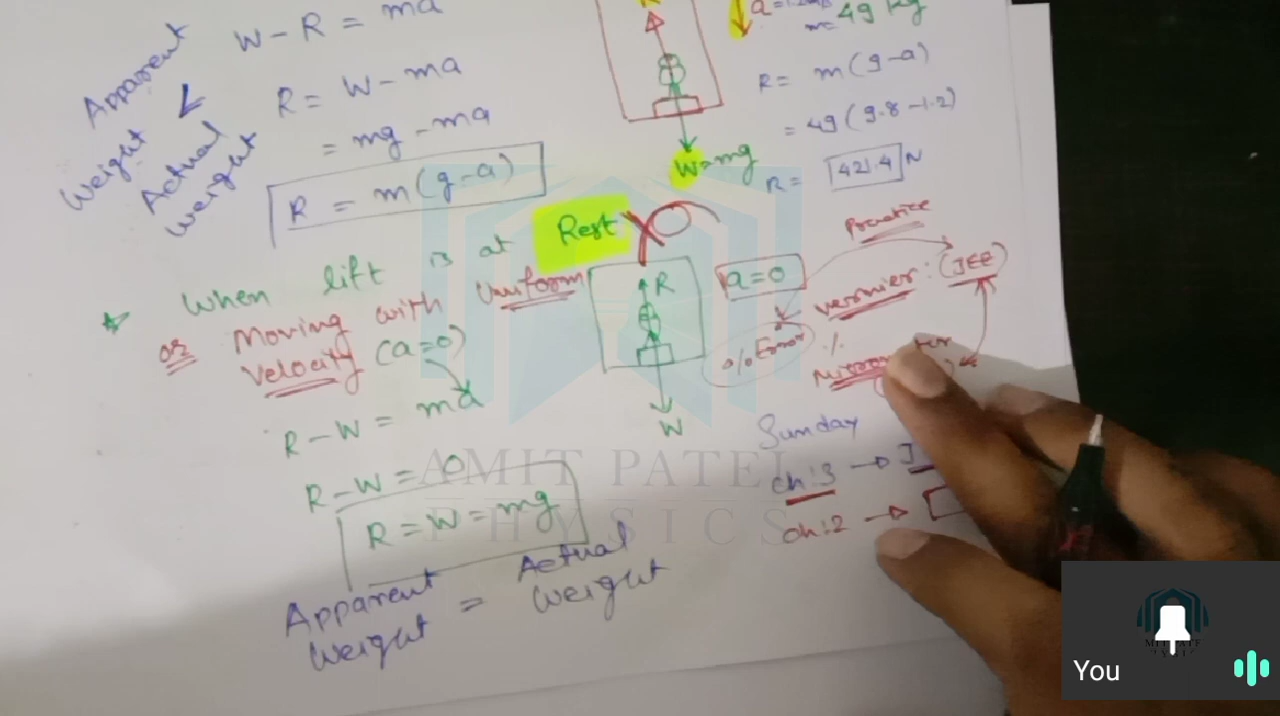 W - R = ma
Apparent
Weight
<
Actual
Weight
R = W - ma
= mg - ma
R = m(g-a)
R
a = 1.2
m = 49 kg
R = m(g-a)
= 49(9.8-1.2)
R = 421.4 N
W=mg
When lift is at Rest
or Moving with Uniform
Velocity (a=0)
R - W = ma
R - W = 0
R = W = mg
Apparent
Weight
=
Actual
Weight
R
W
a=0
Practice
Vernier : (JEE)
% Error
Sunday
ch:3 → J
ch:2 →
AMIT PATEL
PHYSICS
You